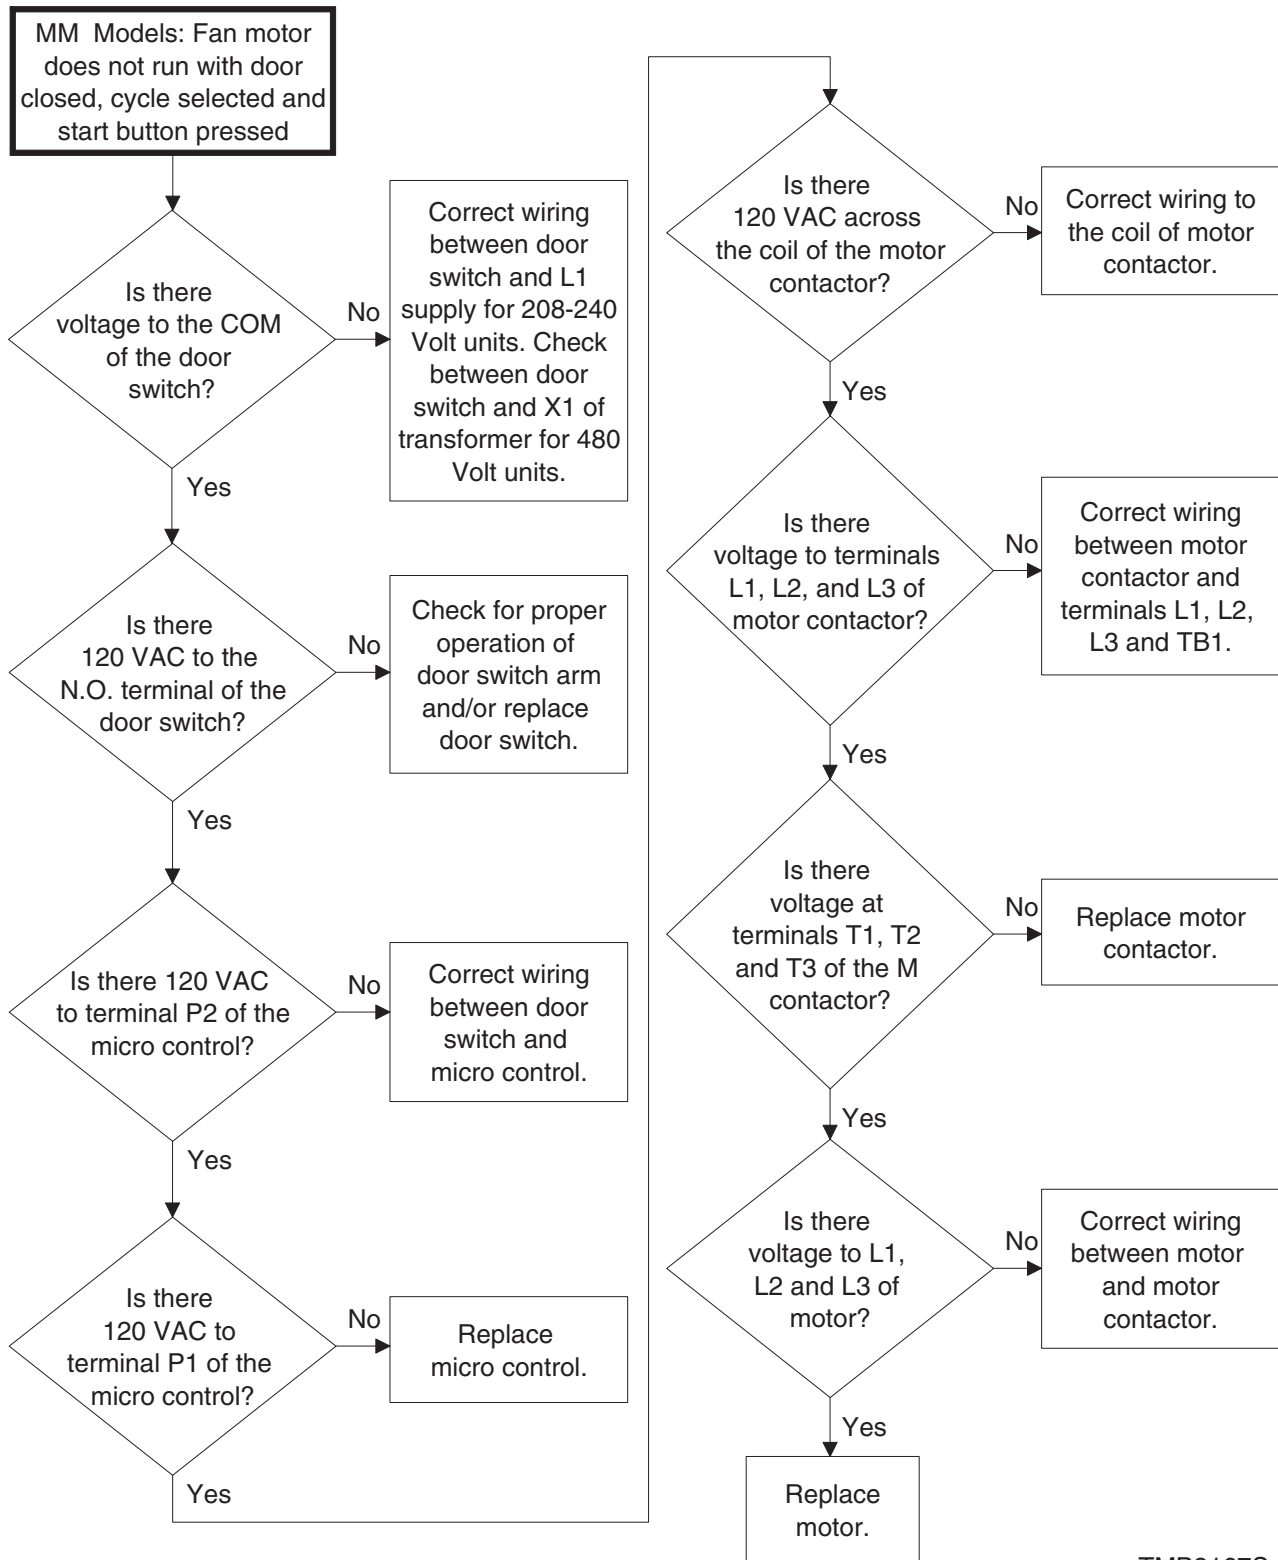 MM Models: Fan motor
does not run with door
closed, cycle selected and
start button pressed
Is there
voltage to the COM
of the door
switch?
No
Correct wiring
between door
switch and L1
supply for 208-240
Volt units. Check
between door
switch and X1 of
transformer for 480
Volt units.
Yes
Is there
120 VAC to the
N.O. terminal of the
door switch?
No
Check for proper
operation of
door switch arm
and/or replace
door switch.
Yes
Is there 120 VAC
to terminal P2 of the
micro control?
No
Correct wiring
between door
switch and
micro control.
Yes
Is there
120 VAC to
terminal P1 of the
micro control?
No
Replace
micro control.
Yes
Is there
120 VAC across
the coil of the motor
contactor?
No
Correct wiring to
the coil of motor
contactor.
Yes
Is there
voltage to terminals
L1, L2, and L3 of
motor contactor?
No
Correct wiring
between motor
contactor and
terminals L1, L2,
L3 and TB1.
Yes
Is there
voltage at
terminals T1, T2
and T3 of the M
contactor?
No
Replace motor
contactor.
Yes
Is there
voltage to L1,
L2 and L3 of
motor?
No
Correct wiring
between motor
and motor
contactor.
Yes
Replace
motor.